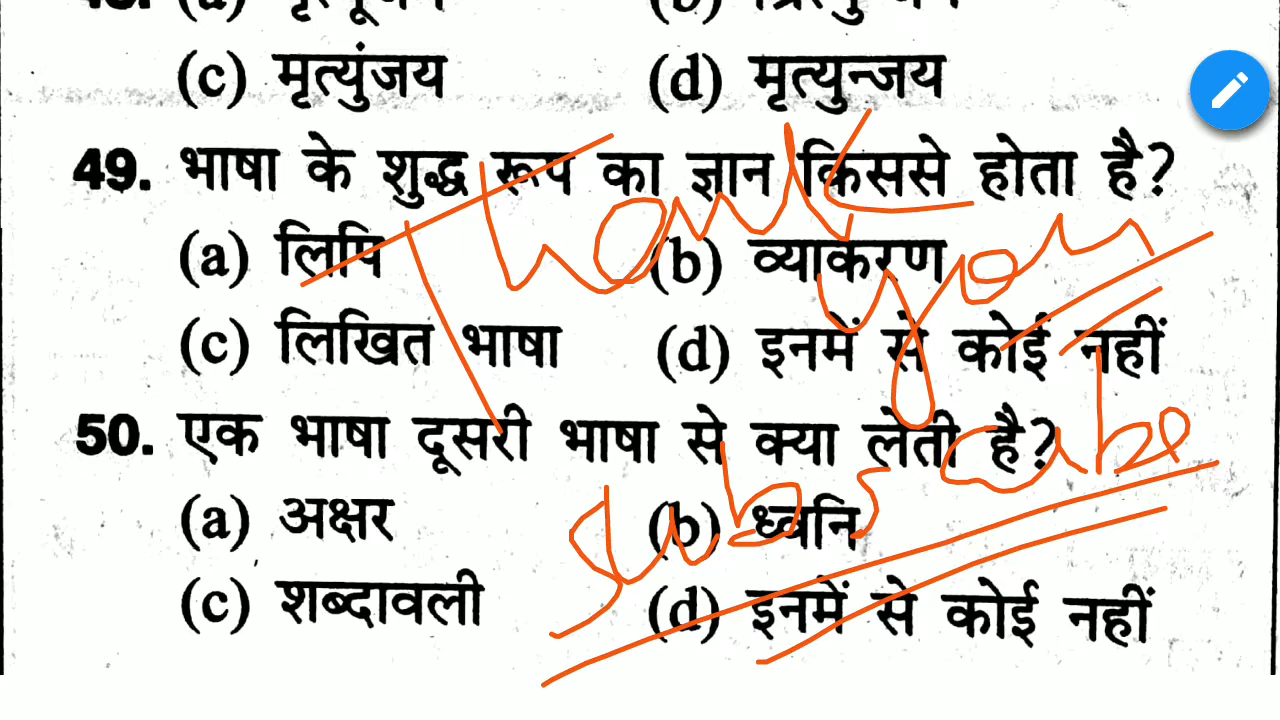 (c) मृत्युंजय (d) मृत्युन्जय
49. भाषा के शुद्ध रूप का ज्ञान किससे होता है?
(a) लिपि (b) व्याकरण
(c) लिखित भाषा (d) इनमें से कोई नहीं
50. एक भाषा दूसरी भाषा से क्या लेती है?
(a) अक्षर (b) ध्वनि
(c) शब्दावली (d) इनमें से कोई नहीं
Thank
you